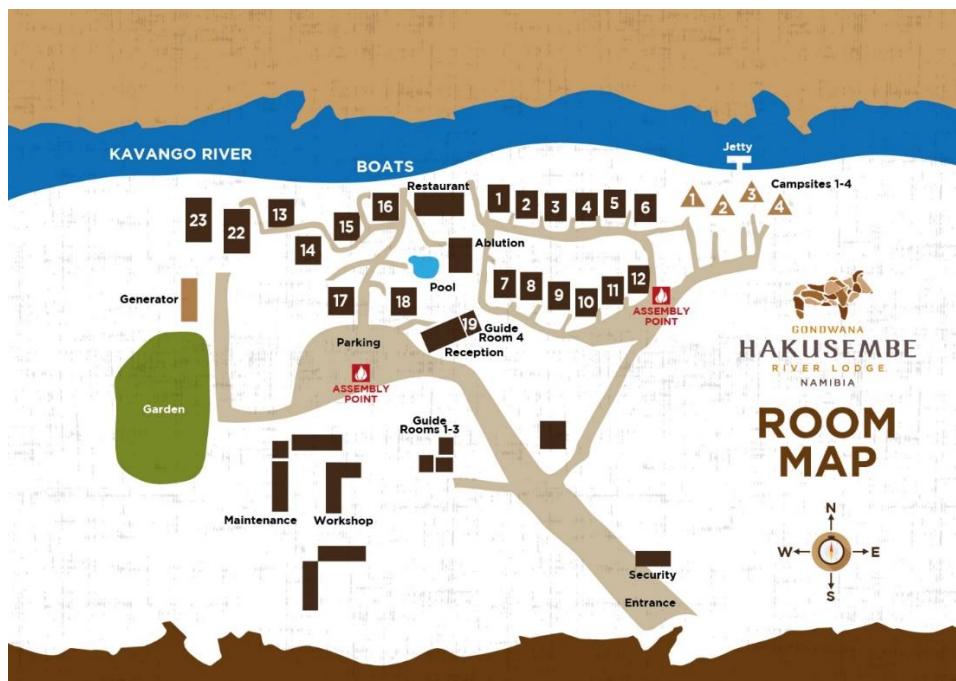 KAVANGO RIVER
BOATS
Jetty
Restaurant
Campsites 1-4
23
22
13
14
15
16
1
2
3
4
5
6
1
2
3
4
Ablution
Pool
7
8
9
10
11
12
Generator
17
18
19
Guide
Room 4
Reception
Parking
ASSEMBLY
POINT
ASSEMBLY
POINT
Garden
Guide
Rooms 1-3
Maintenance
Workshop
Security
Entrance
GONDWANA
HAKUSEMBE
RIVER LODGE
NAMIBIA
ROOM
MAP
N
W
E
S